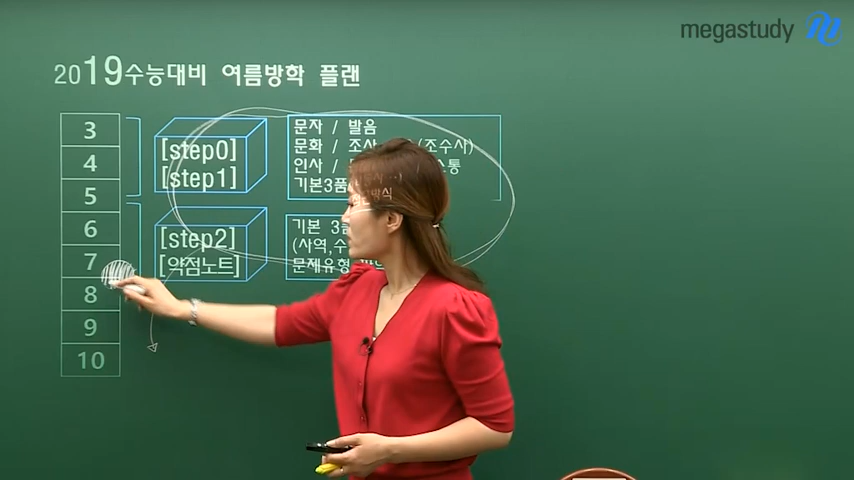 megastudy
2019수능대비 여름방학 플랜
3
4
5
6
7
8
9
10
[step0]
[step1]
[step2]
[약점노트]
문자 / 발음
문화 / 조사 (조수사)
인사 / 소통
기본3품
기본 3품
(사역,수
문제유형